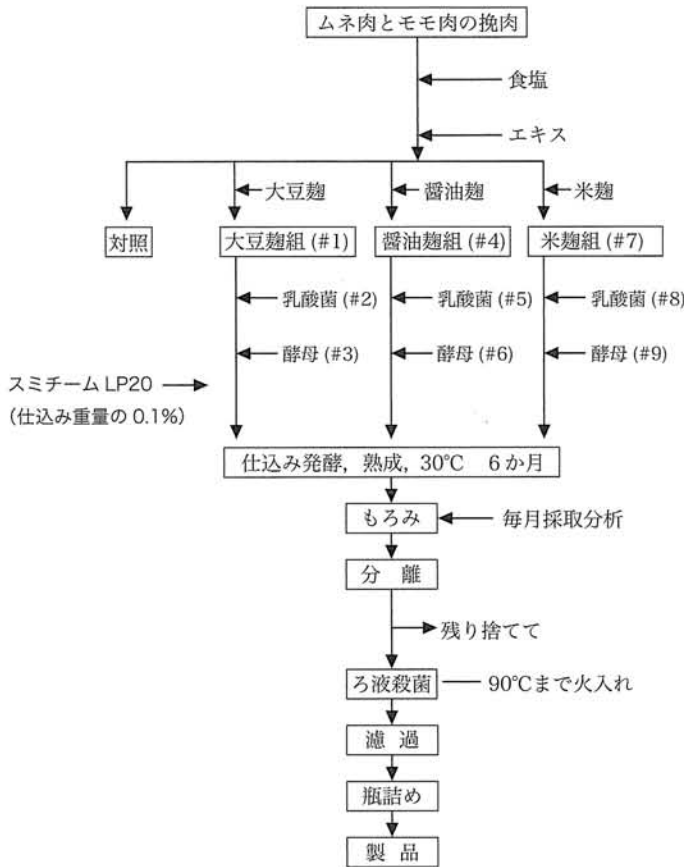 ムネ肉とモモ肉の挽肉
食塩
エキス
大豆麹
醤油麹
米麹
対照
大豆麹組 (#1)
醤油麹組 (#4)
米麹組 (#7)
乳酸菌 (#2)
乳酸菌 (#5)
乳酸菌 (#8)
酵母 (#3)
酵母 (#6)
酵母 (#9)
スミチーム LP20
(仕込み重量の 0.1%)
仕込み発酵,熟成,30℃ 6か月
もろみ
毎月採取分析
分 離
残り捨てて
ろ液殺菌
90℃まで火入れ
濾 過
瓶詰め
製 品